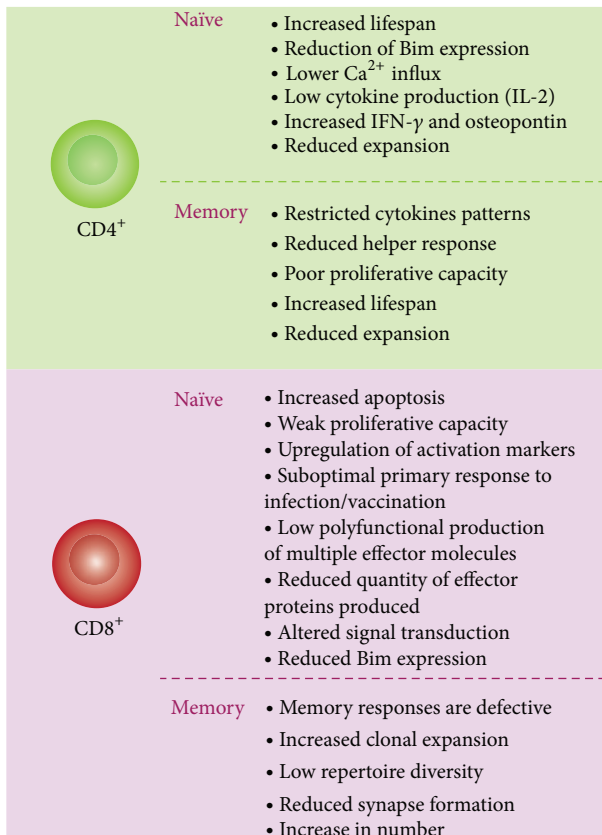 Naïve
• Increased lifespan
• Reduction of Bim expression
• Lower Ca²⁺ influx
• Low cytokine production (IL-2)
• Increased IFN-γ and osteopontin
• Reduced expansion
CD4⁺
Memory
• Restricted cytokines patterns
• Reduced helper response
• Poor proliferative capacity
• Increased lifespan
• Reduced expansion
Naïve
• Increased apoptosis
• Weak proliferative capacity
• Upregulation of activation markers
• Suboptimal primary response to
infection/vaccination
• Low polyfunctional production
of multiple effector molecules
• Reduced quantity of effector
proteins produced
• Altered signal transduction
• Reduced Bim expression
CD8⁺
Memory
• Memory responses are defective
• Increased clonal expansion
• Low repertoire diversity
• Reduced synapse formation
• Increase in number